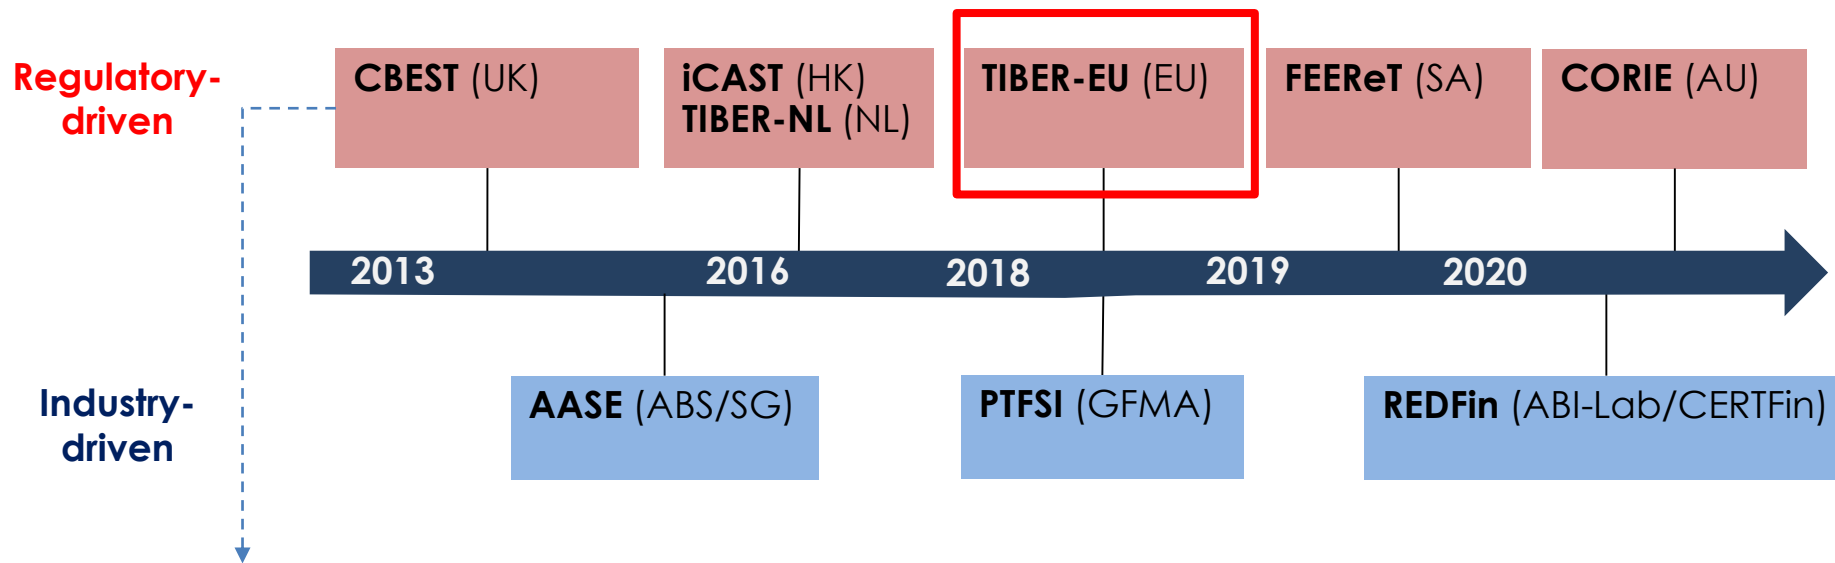 Regulatory-
driven
CBEST (UK)
iCAST (HK)
TIBER-NL (NL)
TIBER-EU (EU)
FEEReT (SA)
CORIE (AU)
2013
2016
2018
2019
2020
Industry-
driven
AASE (ABS/SG)
PTFSI (GFMA)
REDFin (ABI-Lab/CERTFin)